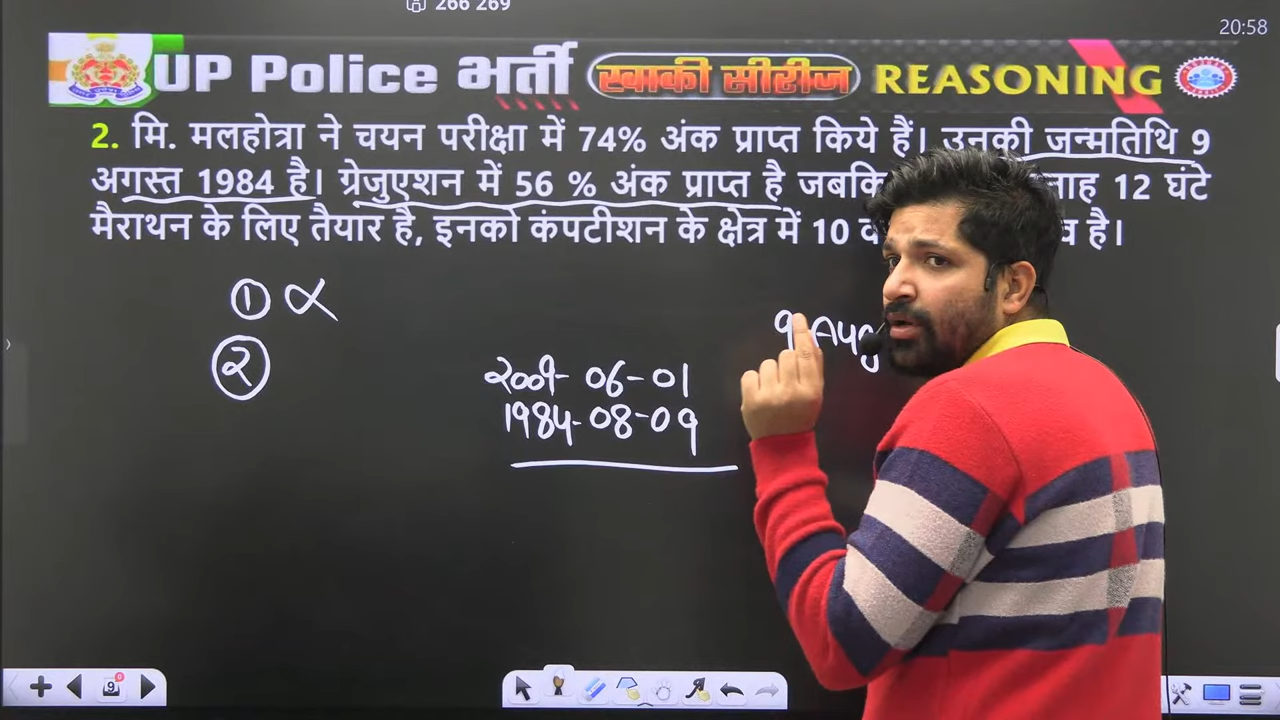 266 269
20:58
UP Police भर्ती खाकी सीरीज REASONING
2. मि. मलहोत्रा ने चयन परीक्षा में 74% अंक प्राप्त किये हैं। उनकी जन्मतिथि 9
अगस्त 1984 है। ग्रेजुएशन में 56 % अंक प्राप्त है 12 घंटे
मैराथन के लिए तैयार है, इनको कंपटीशन के क्षेत्र में 10 है।
① ×
②
9 Aug
2009- 06-01
1984-08-09
9